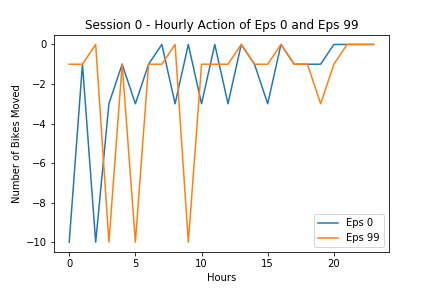 Session 0 - Hourly Action of Eps 0 and Eps 99
Number of Bikes Moved
0
−2
−4
−6
−8
−10
0 5 10 15 20
Hours
Eps 0
Eps 99